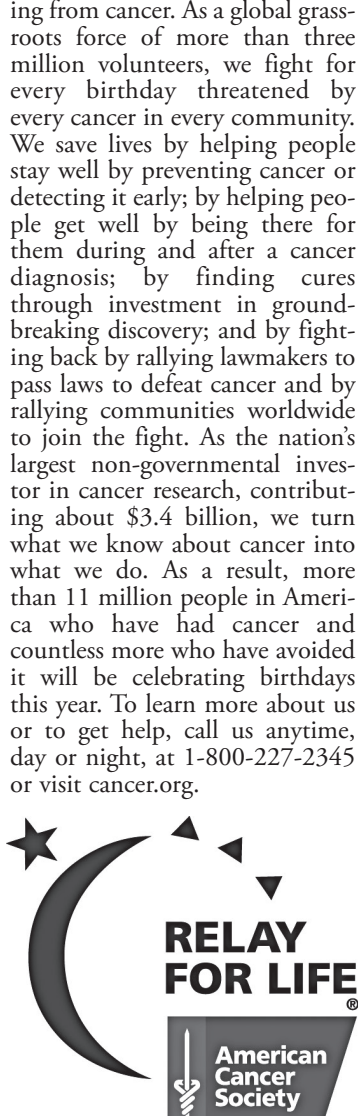 ing from cancer. As a global grass-
roots force of more than three
million volunteers, we fight for
every birthday threatened by
every cancer in every community.
We save lives by helping people
stay well by preventing cancer or
detecting it early; by helping peo-
ple get well by being there for
them during and after a cancer
diagnosis; by finding cures
through investment in ground-
breaking discovery; and by fight-
ing back by rallying lawmakers to
pass laws to defeat cancer and by
rallying communities worldwide
to join the fight. As the nation’s
largest non-governmental inves-
tor in cancer research, contribut-
ing about $3.4 billion, we turn
what we know about cancer into
what we do. As a result, more
than 11 million people in Ameri-
ca who have had cancer and
countless more who have avoided
it will be celebrating birthdays
this year. To learn more about us
or to get help, call us anytime,
day or night, at 1-800-227-2345
or visit cancer.org.
RELAY
FOR LIFE
®
American
Cancer
Society